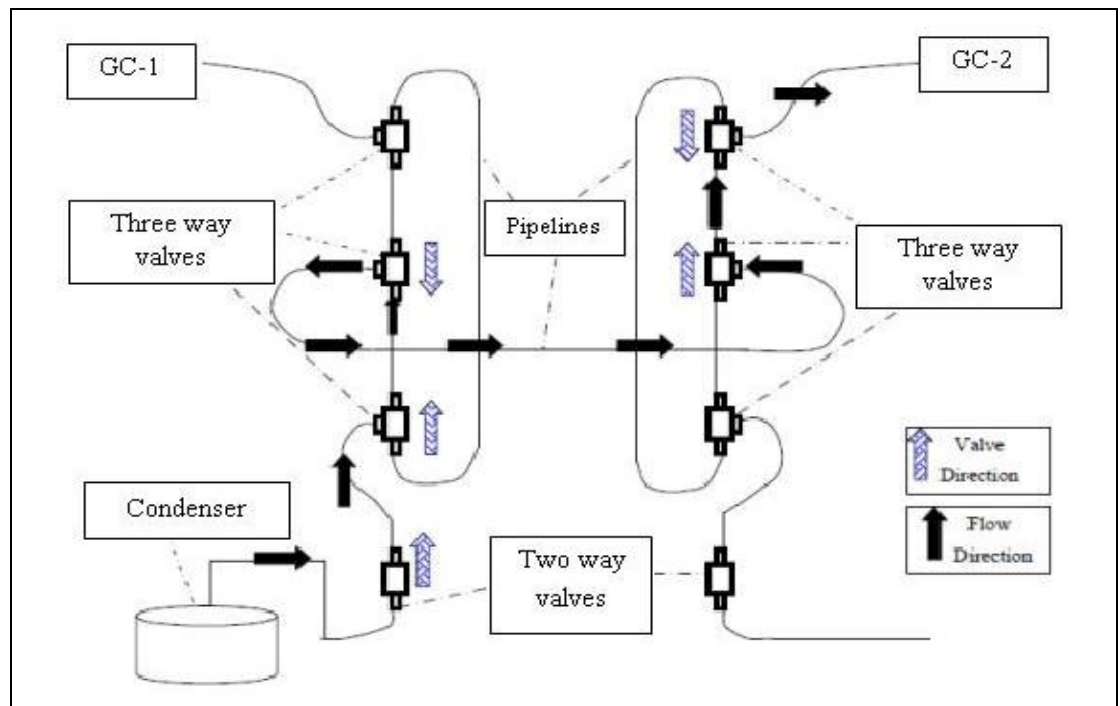 GC-1
GC-2
Three way
valves
Pipelines
Three way
valves
Valve
Direction
Condenser
Flow
Direction
Two way
valves